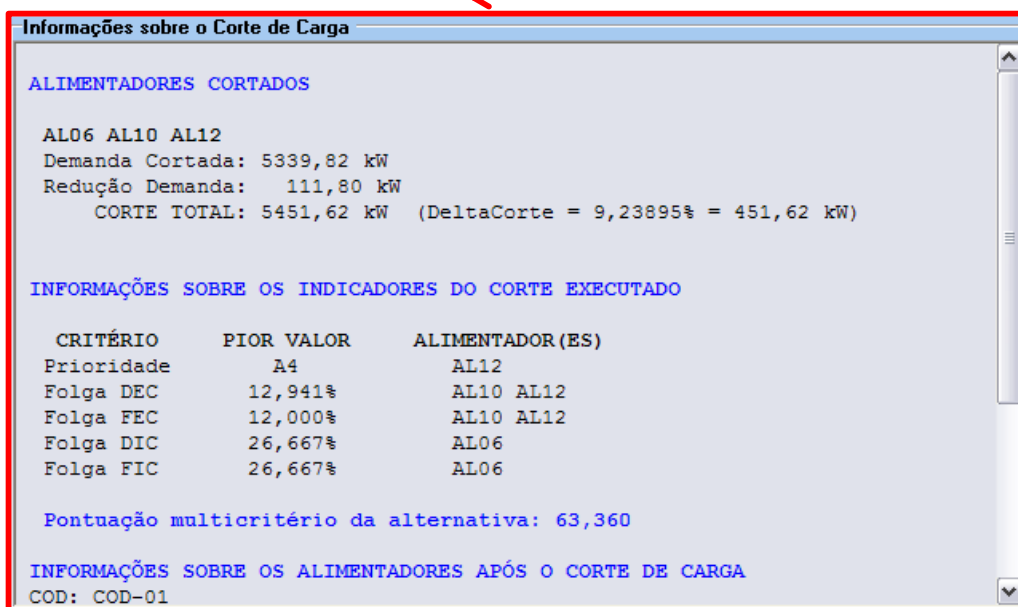 Informações sobre o Corte de Carga
ALIMENTADORES CORTADOS
AL06 AL10 AL12
Demanda Cortada: 5339,82 kW
Redução Demanda: 111,80 kW
CORTE TOTAL: 5451,62 kW (DeltaCorte = 9,23895% = 451,62 kW)
INFORMAÇÕES SOBRE OS INDICADORES DO CORTE EXECUTADO
CRITÉRIO PIOR VALOR ALIMENTADOR(ES)
Prioridade A4 AL12
Folga DEC 12,941% AL10 AL12
Folga FEC 12,000% AL10 AL12
Folga DIC 26,667% AL06
Folga FIC 26,667% AL06
Pontuação multicritério da alternativa: 63,360
INFORMAÇÕES SOBRE OS ALIMENTADORES APÓS O CORTE DE CARGA
COD: COD-01